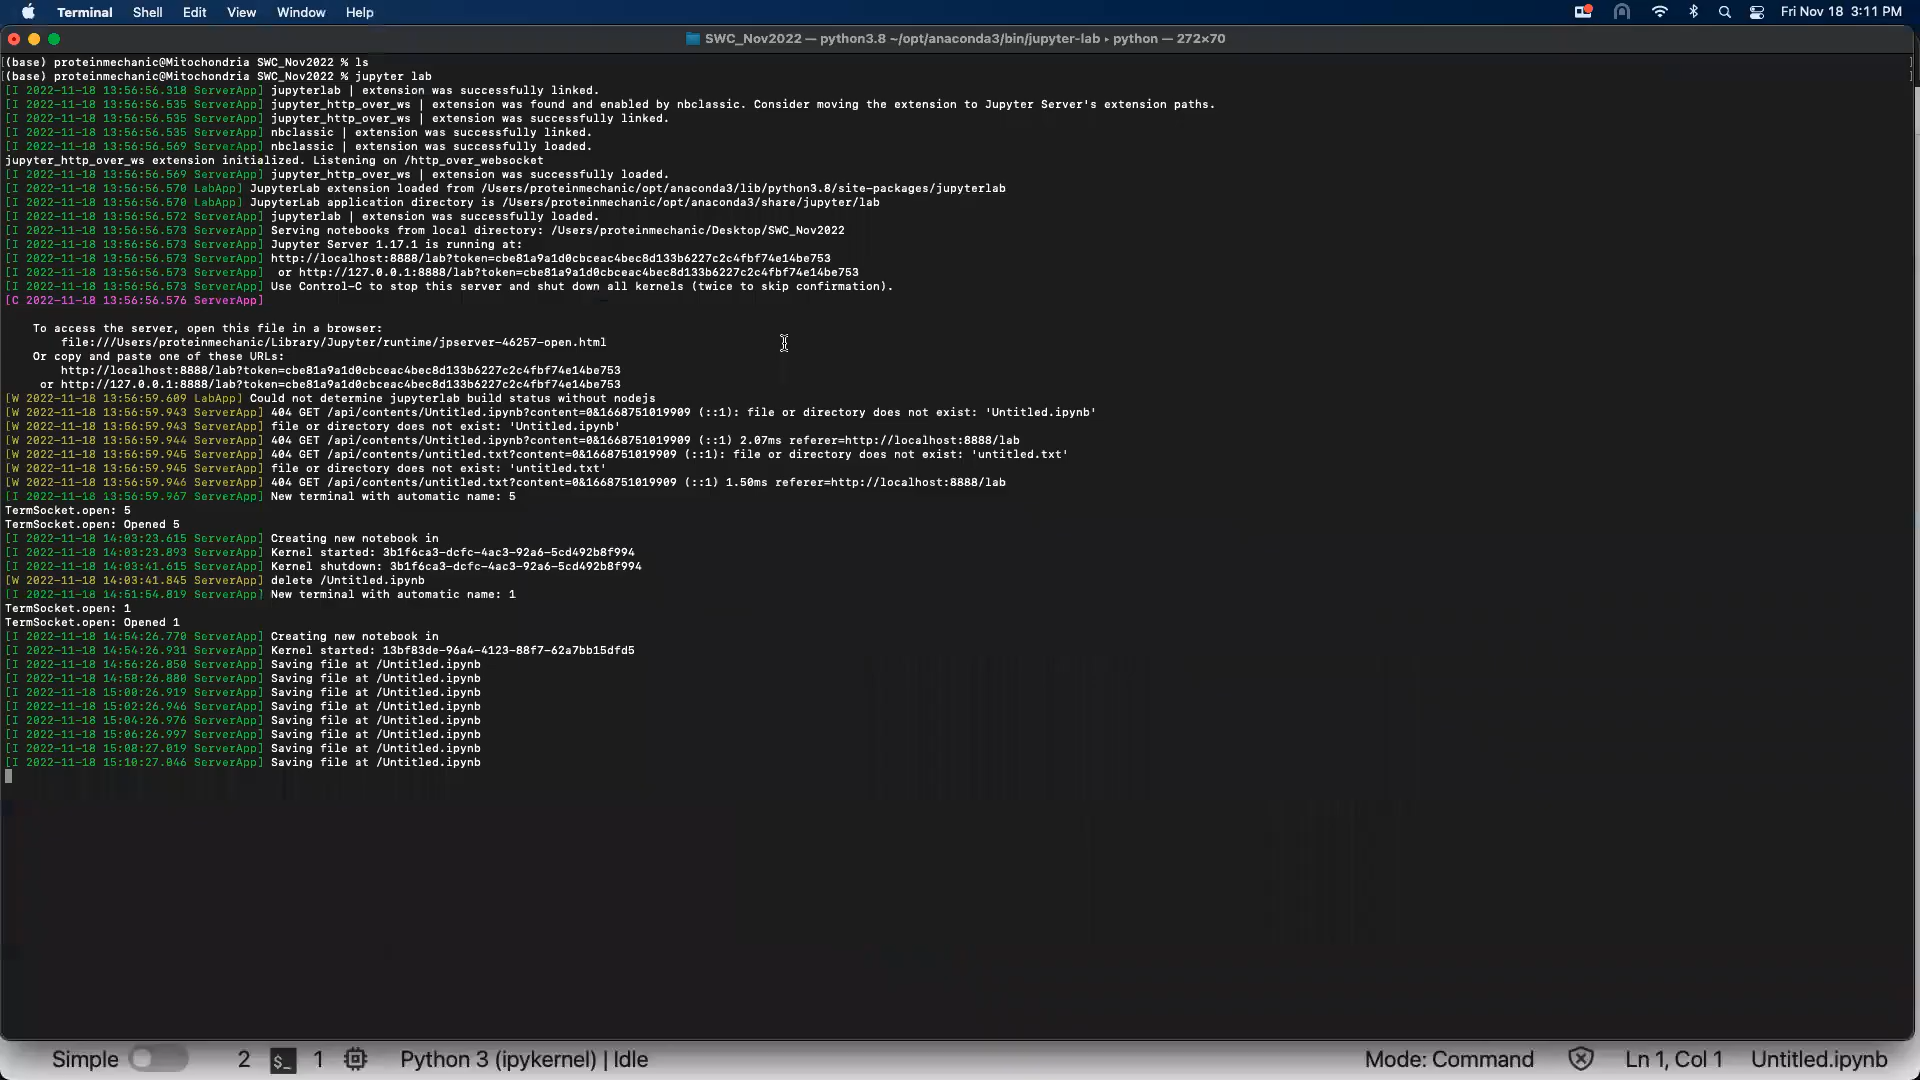 Terminal Shell Edit View Window Help Fri Nov 18 3:11 PM
SWC_Nov2022 — python3.8 ~/opt/anaconda3/bin/jupyter-lab ▸ python — 272×70
[(base) proteinmechanic@Mitochondria SWC_Nov2022 % ls ]
[(base) proteinmechanic@Mitochondria SWC_Nov2022 % jupyter lab ]
[I 2022-11-18 13:56:56.318 ServerApp] jupyterlab | extension was successfully linked.
[I 2022-11-18 13:56:56.535 ServerApp] jupyter_http_over_ws | extension was found and enabled by nbclassic. Consider moving the extension to Jupyter Server's extension paths.
[I 2022-11-18 13:56:56.535 ServerApp] jupyter_http_over_ws | extension was successfully linked.
[I 2022-11-18 13:56:56.535 ServerApp] nbclassic | extension was successfully linked.
[I 2022-11-18 13:56:56.569 ServerApp] nbclassic | extension was successfully loaded.
jupyter_http_over_ws extension initialized. Listening on /http_over_websocket
[I 2022-11-18 13:56:56.569 ServerApp] jupyter_http_over_ws | extension was successfully loaded.
[I 2022-11-18 13:56:56.570 LabApp] JupyterLab extension loaded from /Users/proteinmechanic/opt/anaconda3/lib/python3.8/site-packages/jupyterlab
[I 2022-11-18 13:56:56.570 LabApp] JupyterLab application directory is /Users/proteinmechanic/opt/anaconda3/share/jupyter/lab
[I 2022-11-18 13:56:56.572 ServerApp] jupyterlab | extension was successfully loaded.
[I 2022-11-18 13:56:56.573 ServerApp] Serving notebooks from local directory: /Users/proteinmechanic/Desktop/SWC_Nov2022
[I 2022-11-18 13:56:56.573 ServerApp] Jupyter Server 1.17.1 is running at:
[I 2022-11-18 13:56:56.573 ServerApp] http://localhost:8888/lab?token=cbe81a9a1d0cbceac4bec8d133b6227c2c4fbf74e14be753
[I 2022-11-18 13:56:56.573 ServerApp]  or http://127.0.0.1:8888/lab?token=cbe81a9a1d0cbceac4bec8d133b6227c2c4fbf74e14be753
[I 2022-11-18 13:56:56.573 ServerApp] Use Control-C to stop this server and shut down all kernels (twice to skip confirmation).
[C 2022-11-18 13:56:56.576 ServerApp]
To access the server, open this file in a browser:
file:///Users/proteinmechanic/Library/Jupyter/runtime/jpserver-46257-open.html
Or copy and paste one of these URLs:
http://localhost:8888/lab?token=cbe81a9a1d0cbceac4bec8d133b6227c2c4fbf74e14be753
or http://127.0.0.1:8888/lab?token=cbe81a9a1d0cbceac4bec8d133b6227c2c4fbf74e14be753
[W 2022-11-18 13:56:59.609 LabApp] Could not determine jupyterlab build status without nodejs
[W 2022-11-18 13:56:59.943 ServerApp] 404 GET /api/contents/Untitled.ipynb?content=0&1668751019909 (::1): file or directory does not exist: 'Untitled.ipynb'
[W 2022-11-18 13:56:59.943 ServerApp] file or directory does not exist: 'Untitled.ipynb'
[W 2022-11-18 13:56:59.944 ServerApp] 404 GET /api/contents/Untitled.ipynb?content=0&1668751019909 (::1) 2.07ms referer=http://localhost:8888/lab
[W 2022-11-18 13:56:59.945 ServerApp] 404 GET /api/contents/untitled.txt?content=0&1668751019909 (::1): file or directory does not exist: 'untitled.txt'
[W 2022-11-18 13:56:59.945 ServerApp] file or directory does not exist: 'untitled.txt'
[W 2022-11-18 13:56:59.946 ServerApp] 404 GET /api/contents/untitled.txt?content=0&1668751019909 (::1) 1.50ms referer=http://localhost:8888/lab
[I 2022-11-18 13:56:59.967 ServerApp] New terminal with automatic name: 5
TermSocket.open: 5
TermSocket.open: Opened 5
[I 2022-11-18 14:03:23.615 ServerApp] Creating new notebook in
[I 2022-11-18 14:03:23.893 ServerApp] Kernel started: 3b1f6ca3-dcfc-4ac3-92a6-5cd492b8f994
[I 2022-11-18 14:03:41.615 ServerApp] Kernel shutdown: 3b1f6ca3-dcfc-4ac3-92a6-5cd492b8f994
[W 2022-11-18 14:03:41.845 ServerApp] delete /Untitled.ipynb
[I 2022-11-18 14:51:54.819 ServerApp] New terminal with automatic name: 1
TermSocket.open: 1
TermSocket.open: Opened 1
[I 2022-11-18 14:54:26.770 ServerApp] Creating new notebook in
[I 2022-11-18 14:54:26.931 ServerApp] Kernel started: 13bf83de-96a4-4123-88f7-62a7bb15dfd5
[I 2022-11-18 14:56:26.850 ServerApp] Saving file at /Untitled.ipynb
[I 2022-11-18 14:58:26.880 ServerApp] Saving file at /Untitled.ipynb
[I 2022-11-18 15:00:26.919 ServerApp] Saving file at /Untitled.ipynb
[I 2022-11-18 15:02:26.946 ServerApp] Saving file at /Untitled.ipynb
[I 2022-11-18 15:04:26.976 ServerApp] Saving file at /Untitled.ipynb
[I 2022-11-18 15:06:26.997 ServerApp] Saving file at /Untitled.ipynb
[I 2022-11-18 15:08:27.019 ServerApp] Saving file at /Untitled.ipynb
[I 2022-11-18 15:10:27.046 ServerApp] Saving file at /Untitled.ipynb
Simple 2 $_ 1 Python 3 (ipykernel) | Idle Mode: Command Ln 1, Col 1 Untitled.ipynb